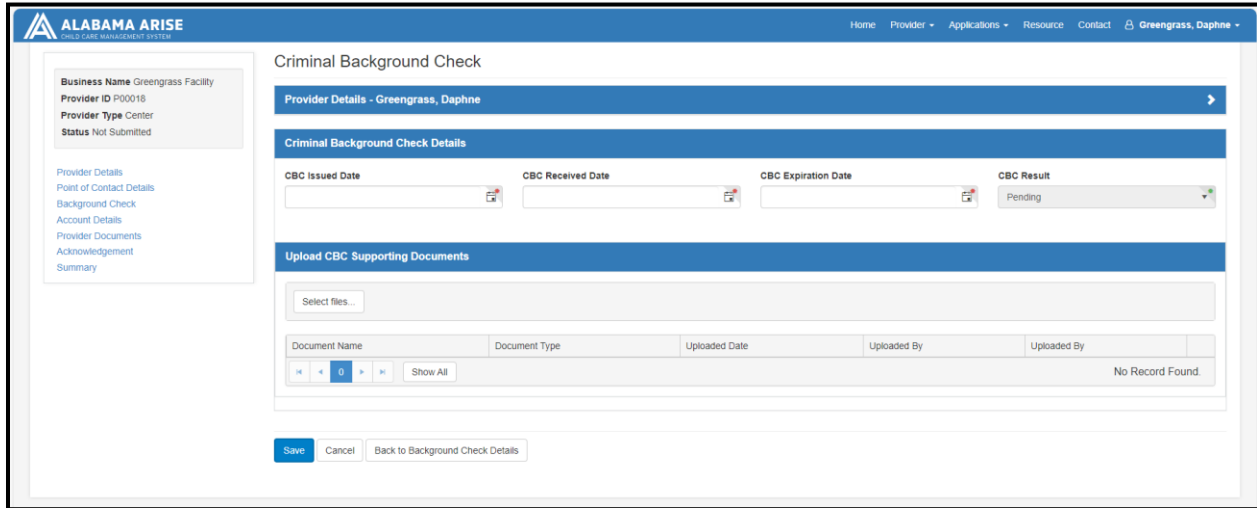 ALABAMA ARISE
CHILD CARE MANAGEMENT SYSTEM
Home Provider Applications Resource Contact Greengrass, Daphne
Business Name Greengrass Facility
Provider ID P00018
Provider Type Center
Status Not Submitted
Provider Details
Point of Contact Details
Background Check
Account Details
Provider Documents
Acknowledgement
Summary
Criminal Background Check
Provider Details - Greengrass, Daphne
Criminal Background Check Details
CBC Issued Date CBC Received Date CBC Expiration Date CBC Result
Pending
Upload CBC Supporting Documents
Select files...
Document Name Document Type Uploaded Date Uploaded By Uploaded By
0 Show All No Record Found.
Save Cancel Back to Background Check Details